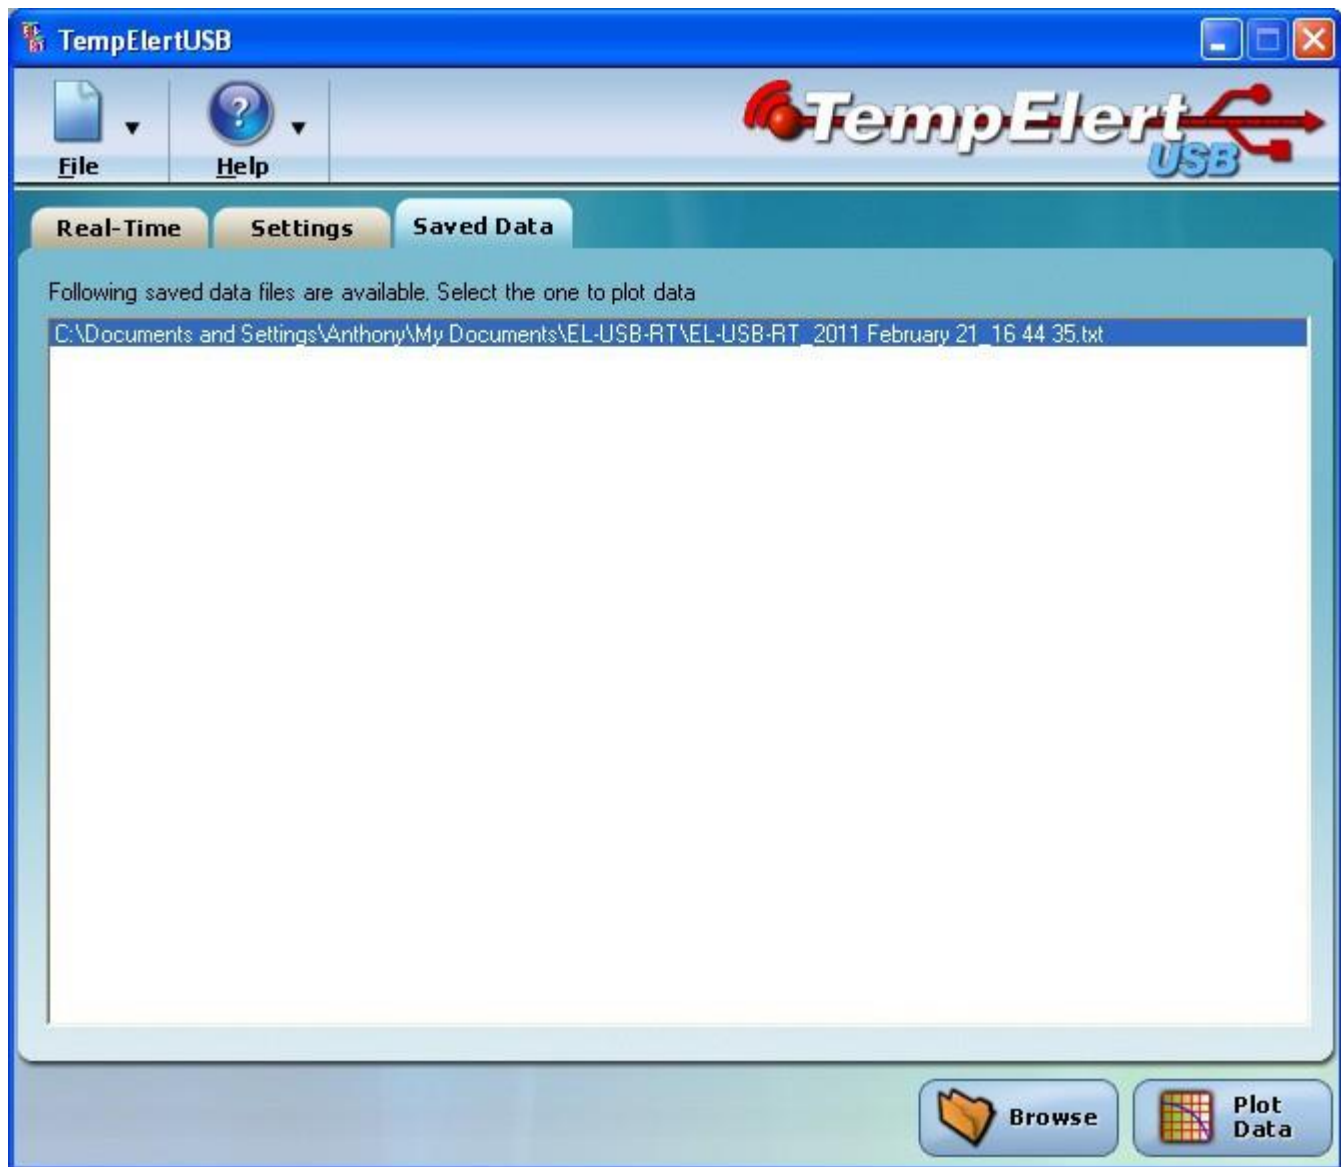 TempElertUSB
File
Help
TempElert
USB
Real-Time
Settings
Saved Data
Following saved data files are available. Select the one to plot data
C:\Documents and Settings\Anthony\My Documents\EL-USB-RT\EL-USB-RT_2011 February 21_16 44 35.txt
Browse
Plot
Data